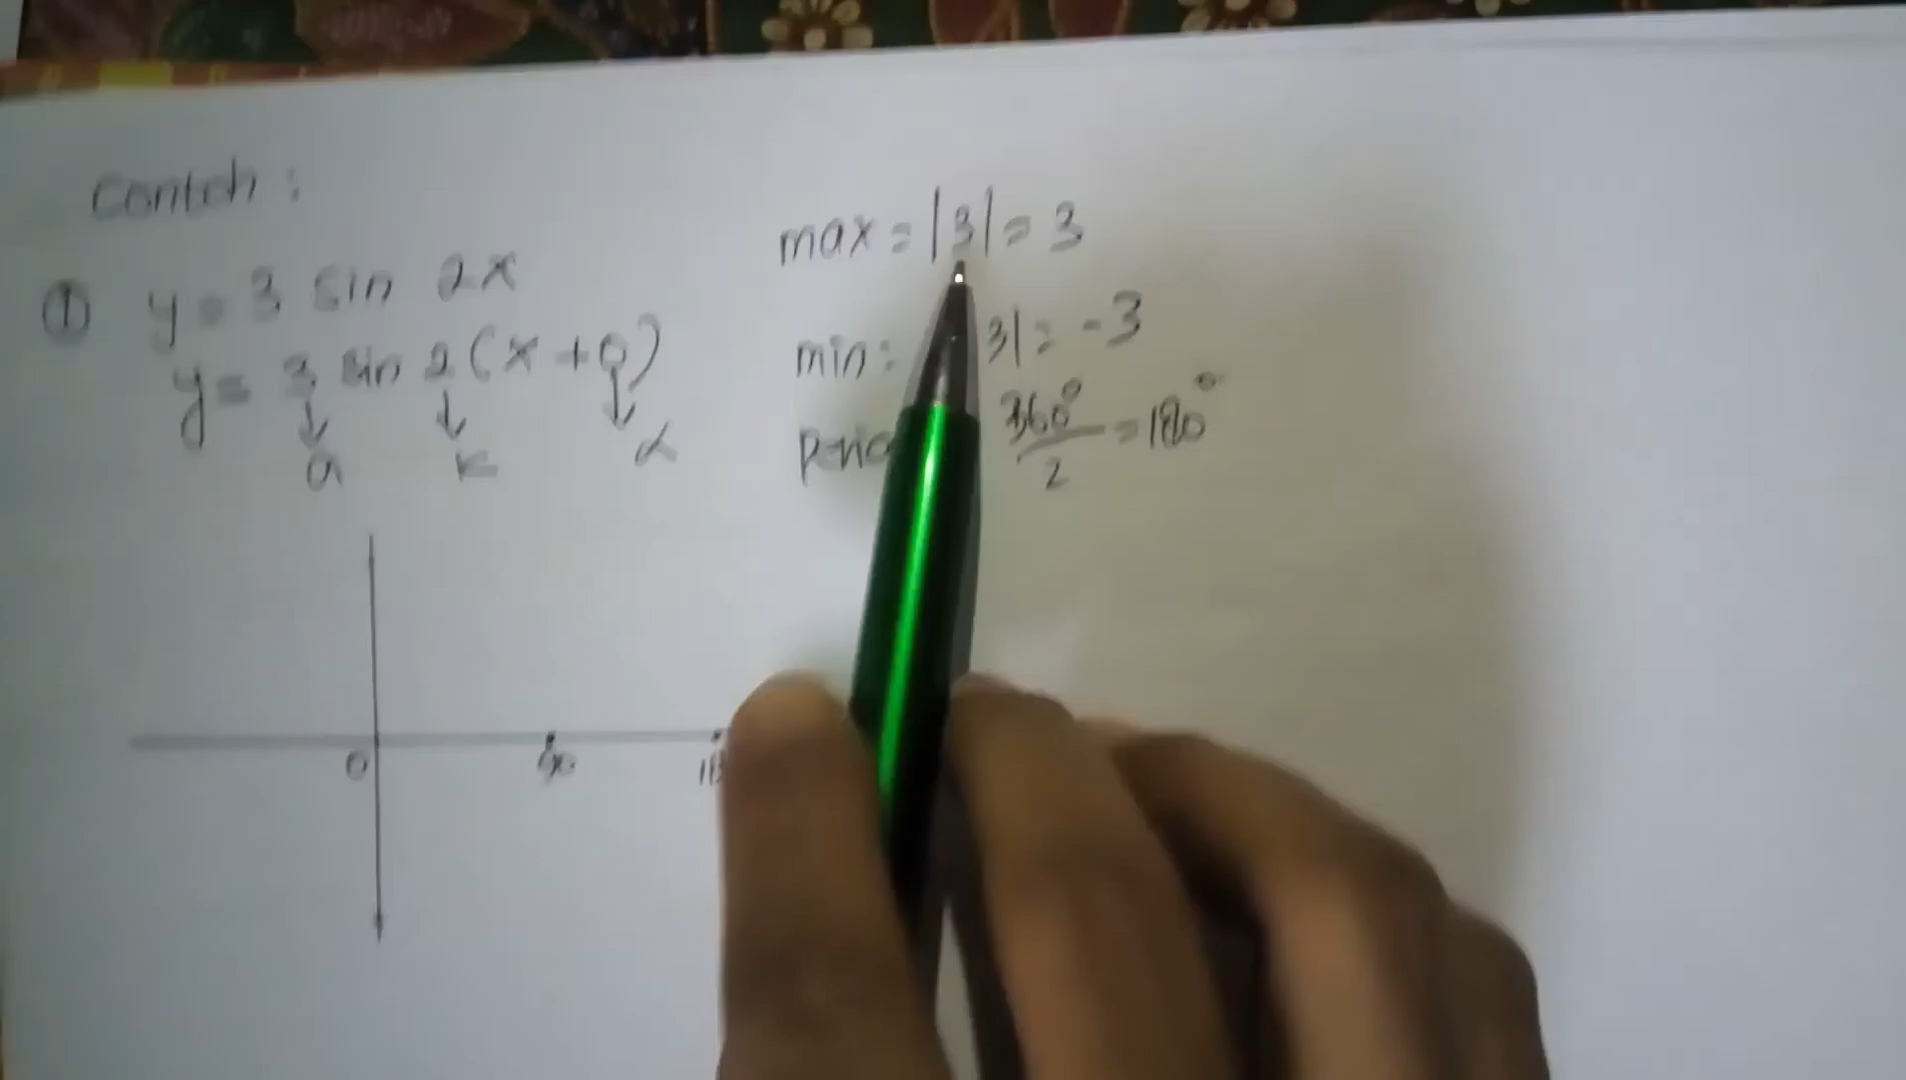 Contoh :
① y = 3 sin 2x
y = 3 sin 2 (x + 0)
a k α
max = |3| = 3
min : 3| = -3
360° / 2 = 180°
0 90